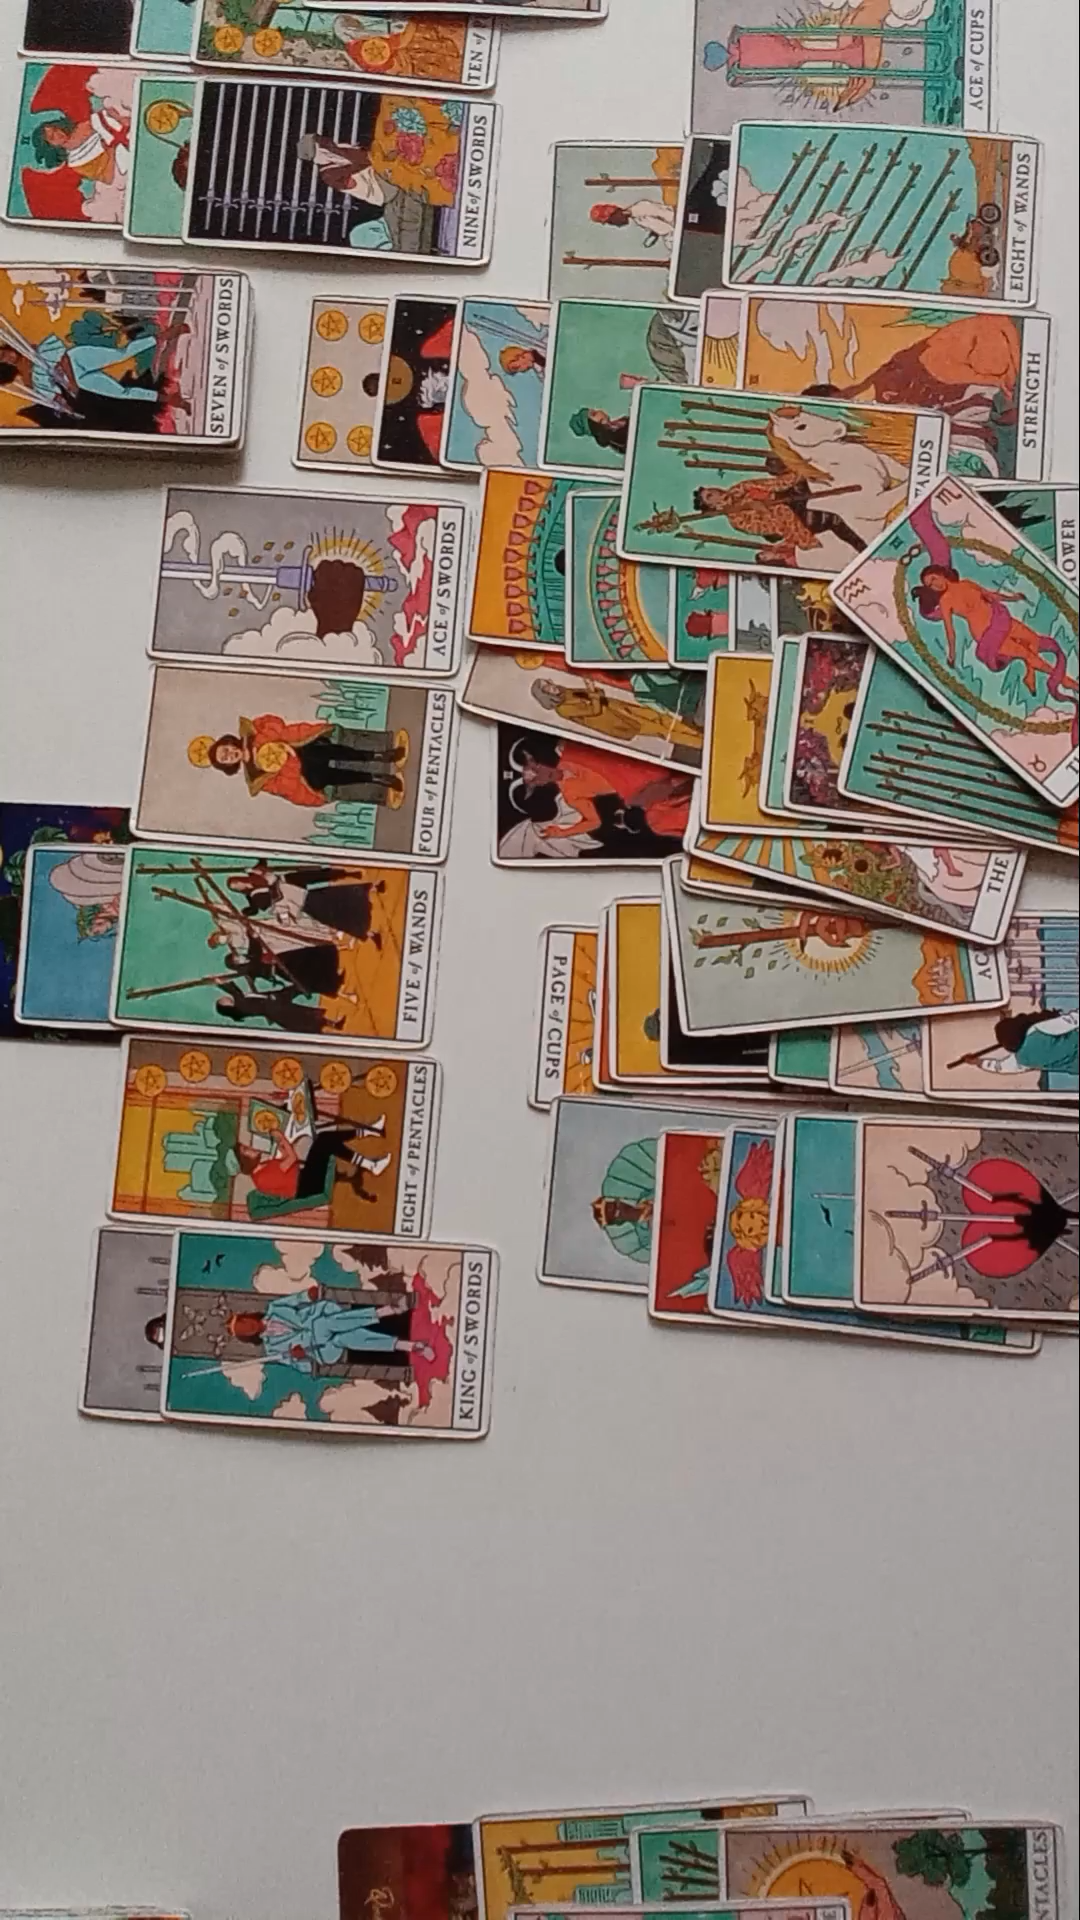 TEN of P
ACE of CUPS
NINE of SWORDS
EIGHT of WANDS
SEVEN of SWORDS
STRENGTH
WANDS
ACE of SWORDS
OWER
FOUR of PENTACLES
THE
FIVE of WANDS
AC
PAGE of CUPS
EIGHT of PENTACLES
KING of SWORDS
NTACLES